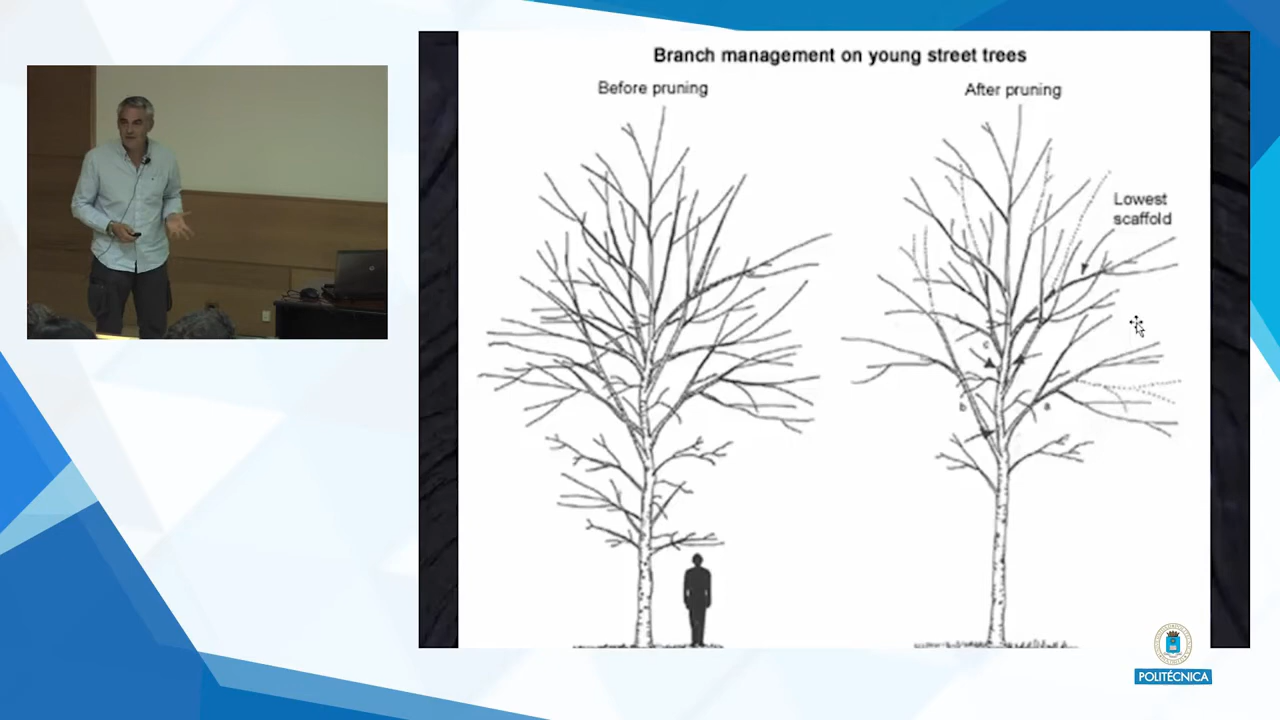 Branch management on young street trees
Before pruning
After pruning
Lowest
scaffold
c
b
a
POLITÉCNICA